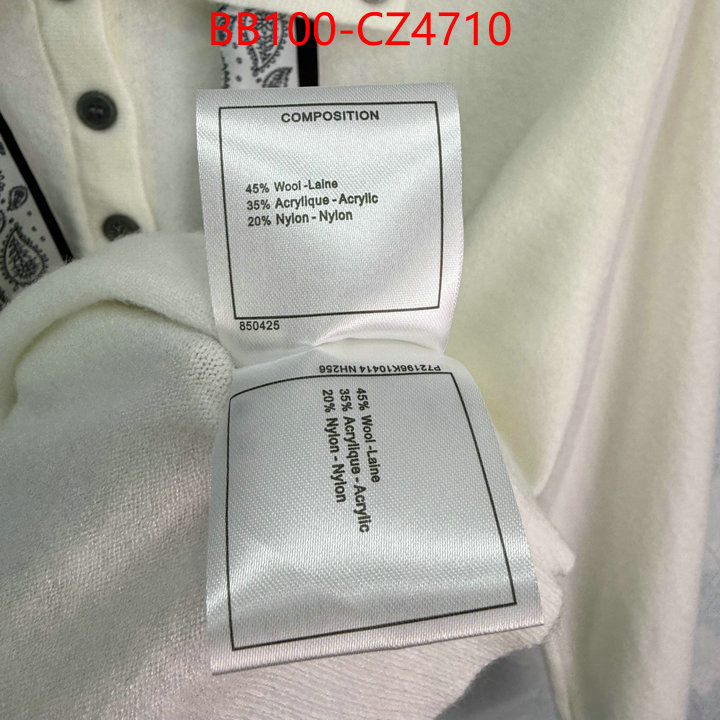 BB100-CZ4710
COMPOSITION
45% Wool -Laine
35% Acrylique - Acrylic
20% Nylon - Nylon
850425
P72196K10414 NH256
45% Wool -Laine
35% Acrylique - Acrylic
20% Nylon - Nylon